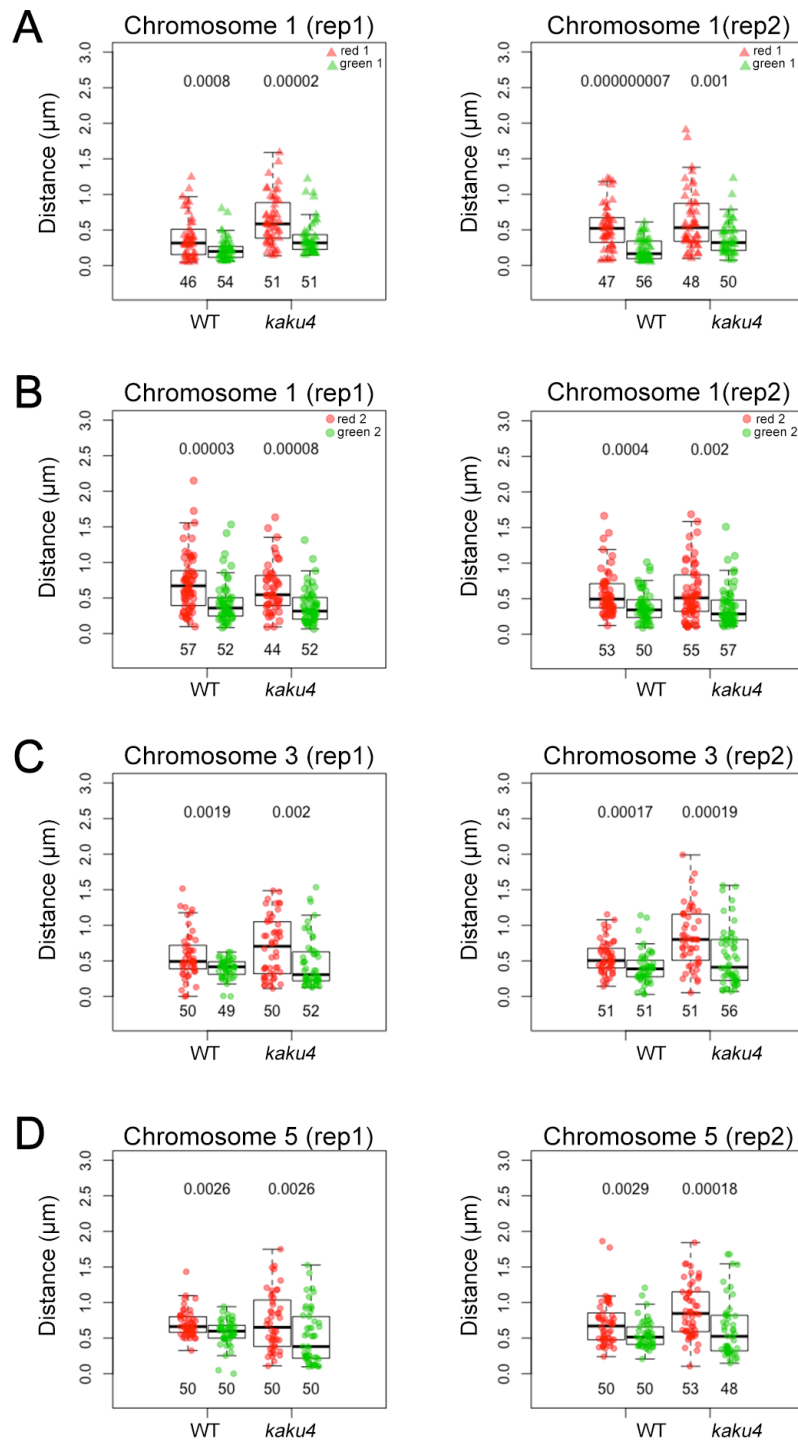 A
Chromosome 1 (rep1)
Distance (µm)
3.0
2.5
2.0
1.5
1.0
0.5
0.0
red 1
green 1
0.0008 0.00002
46 54 51 51
WT kaku4
Chromosome 1(rep2)
Distance (µm)
3.0
2.5
2.0
1.5
1.0
0.5
0.0
red 1
green 1
0.000000007 0.001
47 56 48 50
WT kaku4
B
Chromosome 1 (rep1)
Distance (µm)
3.0
2.5
2.0
1.5
1.0
0.5
0.0
red 2
green 2
0.00003 0.00008
57 52 44 52
WT kaku4
Chromosome 1(rep2)
Distance (µm)
3.0
2.5
2.0
1.5
1.0
0.5
0.0
red 2
green 2
0.0004 0.002
53 50 55 57
WT kaku4
C
Chromosome 3 (rep1)
Distance (µm)
3.0
2.5
2.0
1.5
1.0
0.5
0.0
0.0019 0.002
50 49 50 52
WT kaku4
Chromosome 3 (rep2)
Distance (µm)
3.0
2.5
2.0
1.5
1.0
0.5
0.0
0.00017 0.00019
51 51 51 56
WT kaku4
D
Chromosome 5 (rep1)
Distance (µm)
3.0
2.5
2.0
1.5
1.0
0.5
0.0
0.0026 0.0026
50 50 50 50
WT kaku4
Chromosome 5 (rep2)
Distance (µm)
3.0
2.5
2.0
1.5
1.0
0.5
0.0
0.0029 0.00018
50 50 53 48
WT kaku4